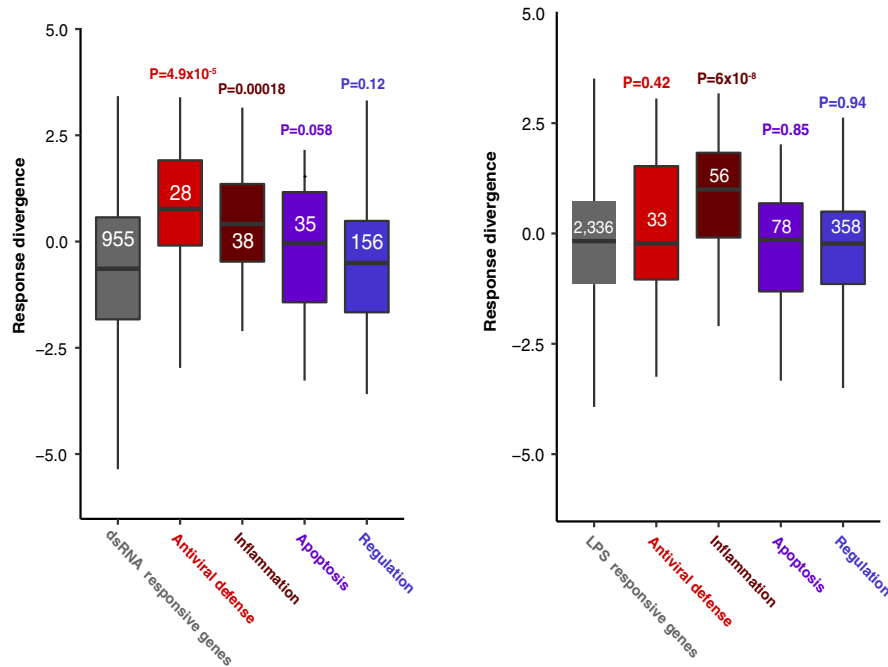 5.0
2.5
0.0
−2.5
−5.0
Response divergence
P=4.9x10⁻⁵
P=0.00018
P=0.058
P=0.12
955
28
38
35
156
dsRNA responsive genes
Antiviral defense
Inflammation
Apoptosis
Regulation
5.0
2.5
0.0
−2.5
−5.0
Response divergence
P=0.42
P=6x10⁻⁸
P=0.85
P=0.94
2,336
33
56
78
358
LPS responsive genes
Antiviral defense
Inflammation
Apoptosis
Regulation